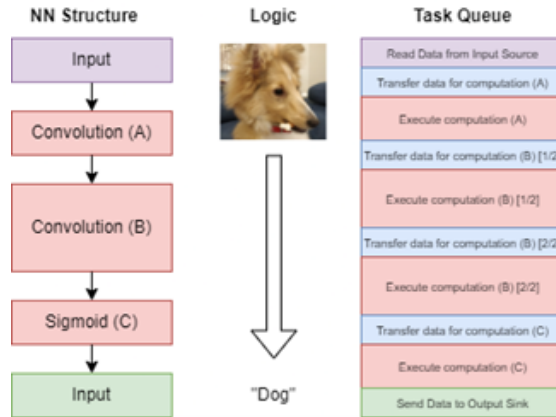 NN Structure
Input
Convolution (A)
Convolution (B)
Sigmoid (C)
Input
Logic
"Dog"
Task Queue
Read Data from Input Source
Transfer data for computation (A)
Execute computation (A)
Transfer data for computation (B) [1/2]
Execute computation (B) [1/2]
Transfer data for computation (B) [2/2]
Execute computation (B) [2/2]
Transfer data for computation (C)
Execute computation (C)
Send Data to Output Sink